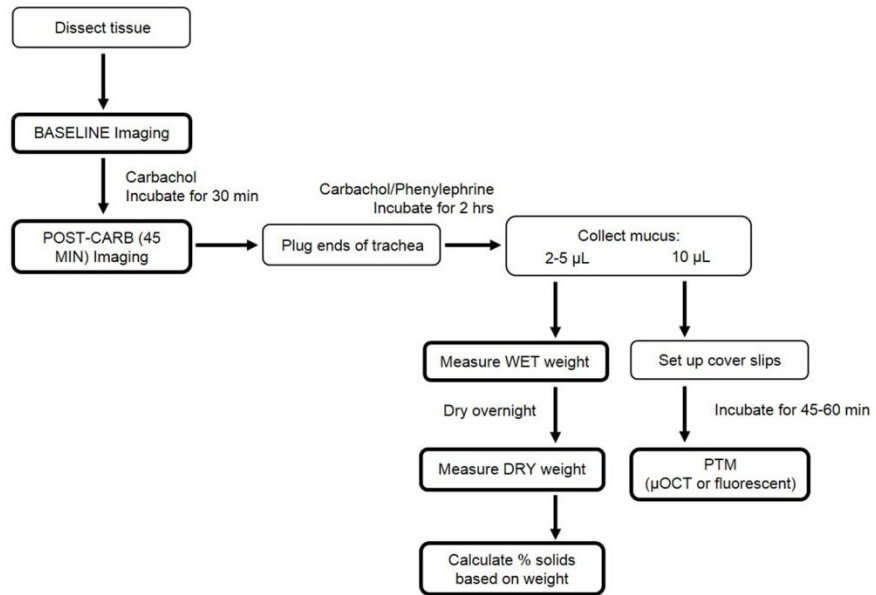 Dissect tissue
BASELINE Imaging
Carbachol
Incubate for 30 min
POST-CARB (45
MIN) Imaging
Plug ends of trachea
Carbachol/Phenylephrine
Incubate for 2 hrs
Collect mucus:
2-5 µL
10 µL
Measure WET weight
Dry overnight
Measure DRY weight
Calculate % solids
based on weight
Set up cover slips
Incubate for 45-60 min
PTM
(µOCT or fluorescent)